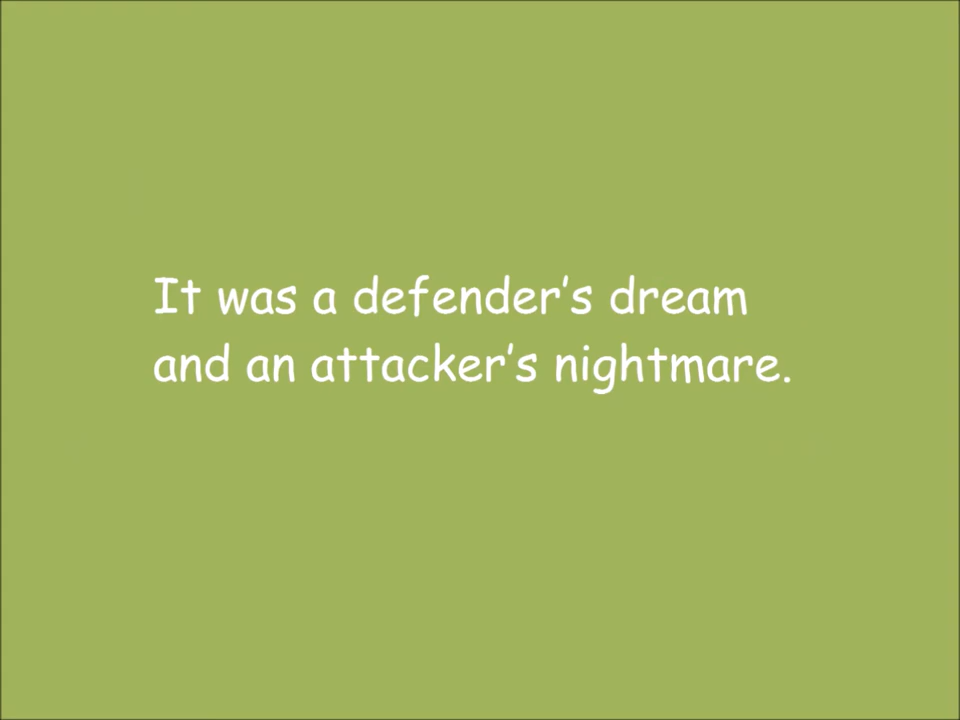 It was a defender’s dream
and an attacker’s nightmare.